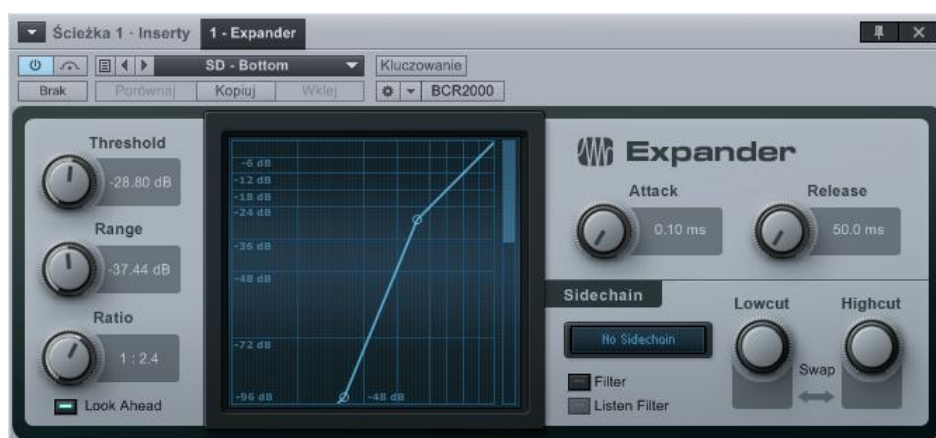 Ścieżka 1 · Inserty 1 - Expander
SD - Bottom Kluczowanie
Brak Porównaj Kopiuj Wklej BCR2000
Threshold
-28.80 dB
Range
-37.44 dB
Ratio
1 : 2.4
Look Ahead
-6 dB
-12 dB
-18 dB
-24 dB
-36 dB
-48 dB
-72 dB
-96 dB -48 dB
Expander
Attack Release
0.10 ms 50.0 ms
Sidechain
Lowcut Highcut
No Sidechain
Swap
Filter
Listen Filter